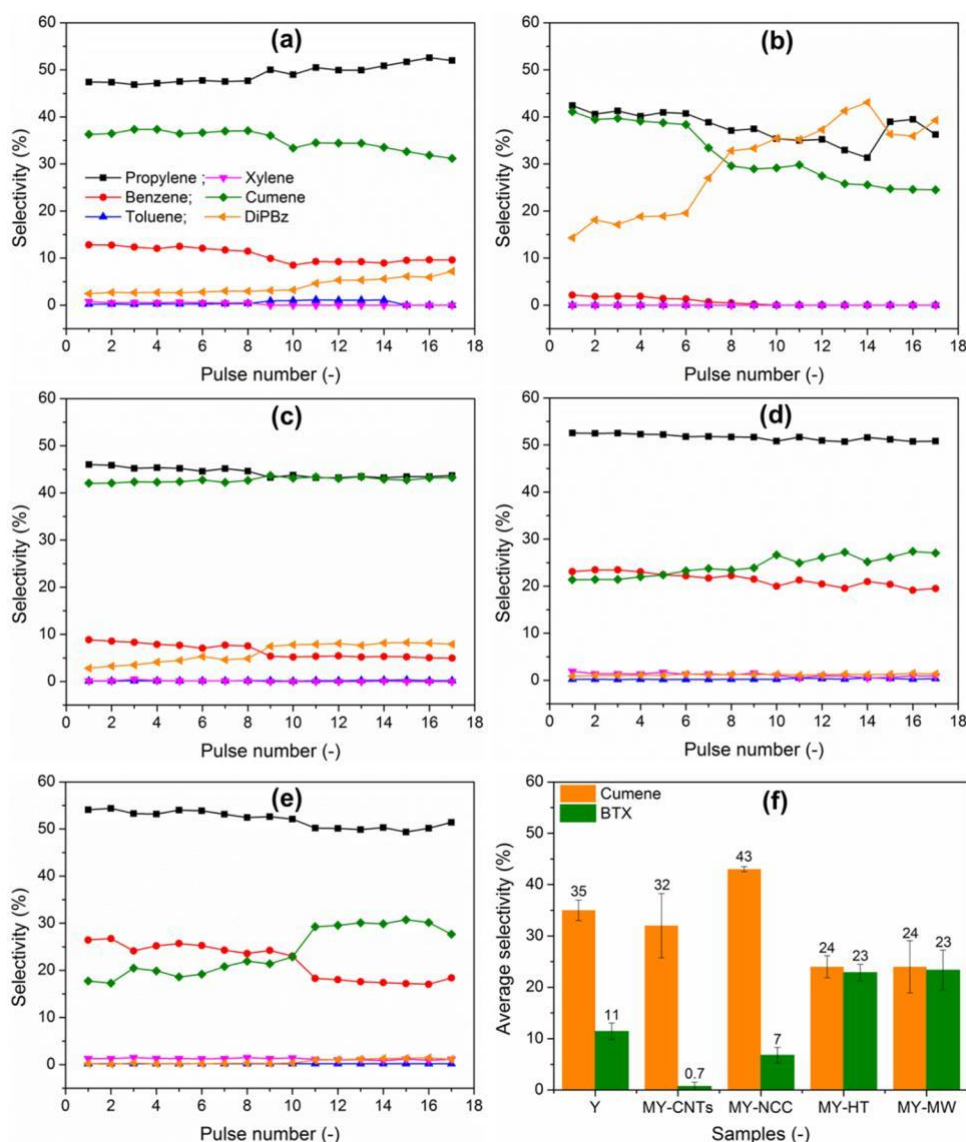 (a)
60
50
40
30
20
10
0
Selectivity (%)
Propylene ; Xylene
Benzene; Cumene
Toluene; DiPBz
0 2 4 6 8 10 12 14 16 18
Pulse number (-)
(b)
60
50
40
30
20
10
0
Selectivity (%)
0 2 4 6 8 10 12 14 16 18
Pulse number (-)
(c)
60
50
40
30
20
10
0
Selectivity (%)
0 2 4 6 8 10 12 14 16 18
Pulse number (-)
(d)
60
50
40
30
20
10
0
Selectivity (%)
0 2 4 6 8 10 12 14 16 18
Pulse number (-)
(e)
60
50
40
30
20
10
0
Selectivity (%)
0 2 4 6 8 10 12 14 16 18
Pulse number (-)
(f)
60
50
40
30
20
10
0
Average selectivity (%)
Cumene
BTX
35
11
32
0.7
43
7
24
23
24
23
Y MY-CNTs MY-NCC MY-HT MY-MW
Samples (-)